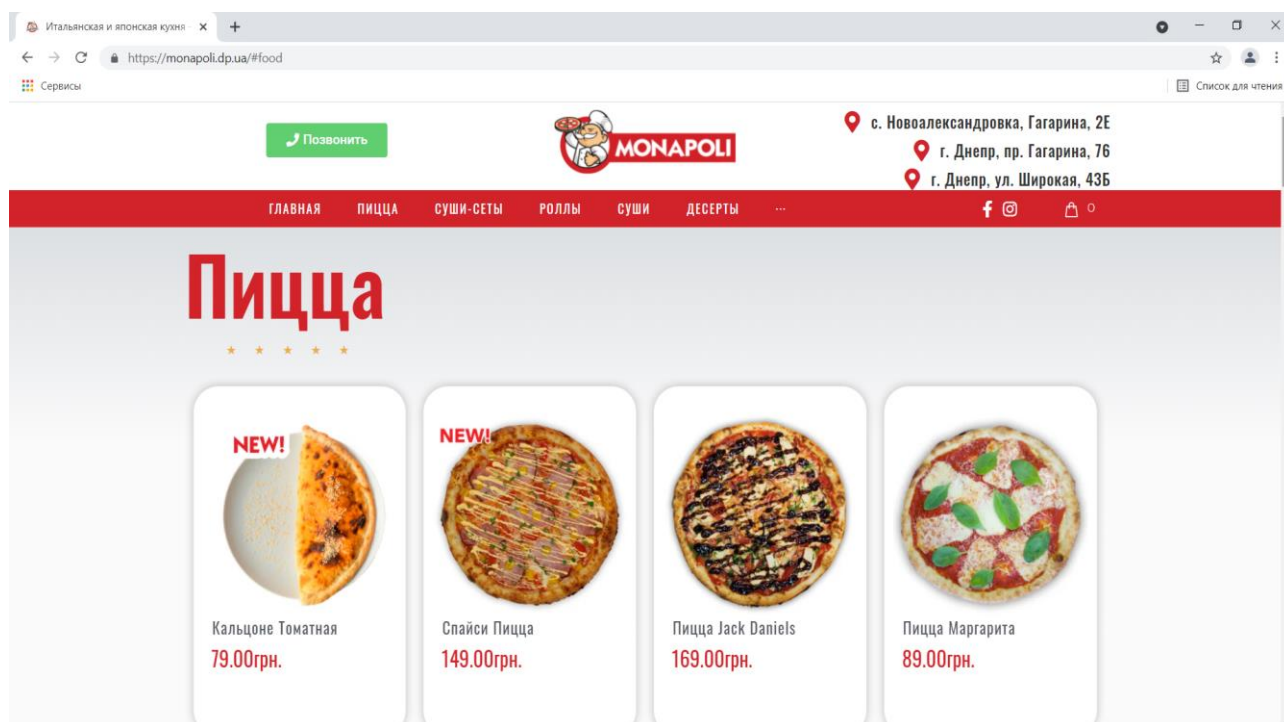 Итальянская и японская кухня
https://monapoli.dp.ua/#food
Сервисы
Список для чтения
Позвонить
MONAPOLI
с. Новоалександровка, Гагарина, 2Е
г. Днепр, пр. Гагарина, 76
г. Днепр, ул. Широкая, 43Б
ГЛАВНАЯ ПИЦЦА СУШИ-СЕТЫ РОЛЛЫ СУШИ ДЕСЕРТЫ ... 0
Пицца
NEW! NEW!
Кальцоне Томатная Спайси Пицца Пицца Jack Daniels Пицца Маргарита
79.00грн. 149.00грн. 169.00грн. 89.00грн.